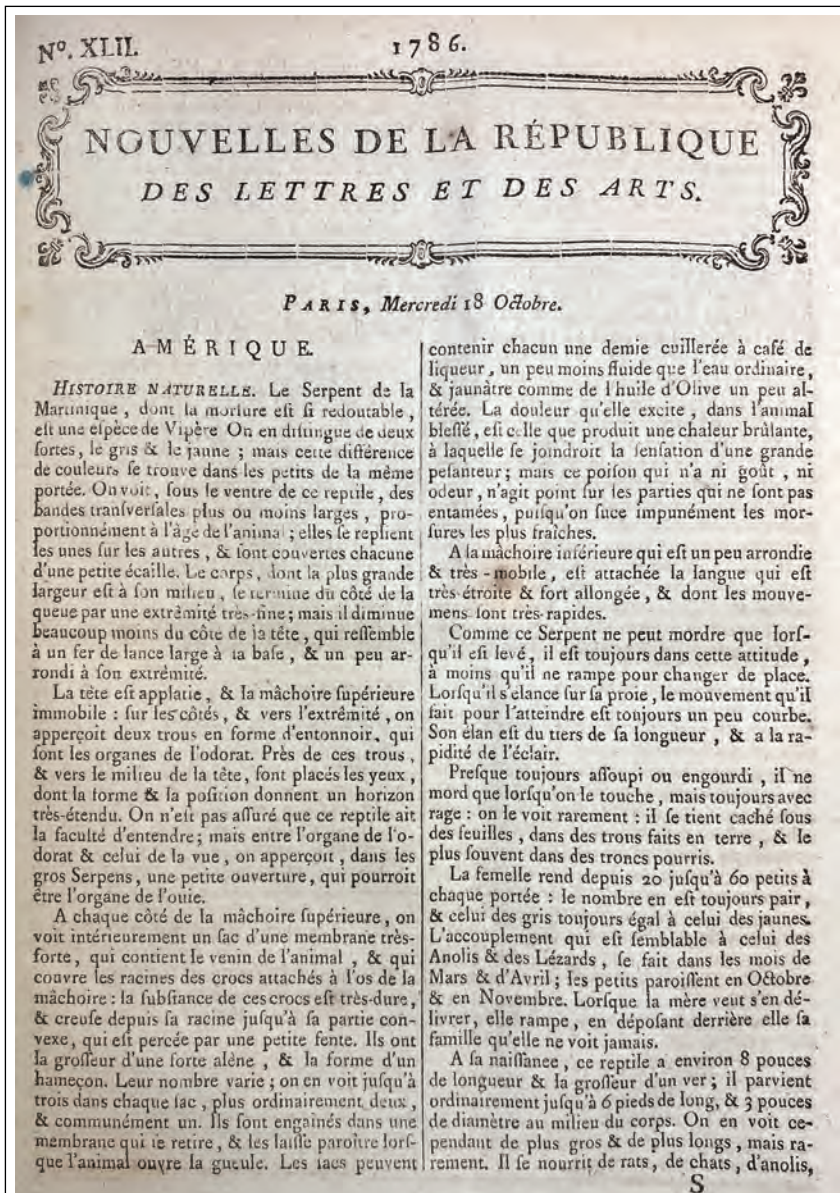 Nº. XLII.
1786.
NOUVELLES DE LA RÉPUBLIQUE
DES LETTRES ET DES ARTS.
PARIS, Mercredi 18 Octobre.
AMÉRIQUE.
HISTOIRE NATURELLE. Le Serpent de la
Martinique, dont la morſure eſt ſi redoutable,
eſt une eſpèce de Vipère On en diſtingue de deux
ſortes, le gris & le jaune ; mais cette différence
de couleurs ſe trouve dans les petits de la même
portée. On voit, ſous le ventre de ce reptile, des
bandes tranſverſales plus ou moins larges, pro-
portionnément à l'âge de l'animal ; elles ſe replient
les unes ſur les autres, & ſont couvertes chacune
d'une petite écaille. Le corps, dont la plus grande
largeur eſt à ſon milieu, ſe termine du côté de la
queue par une extrêmité très-fine ; mais il diminue
beaucoup moins du côté de la tête, qui reſſemble
à un fer de lance large à ſa baſe, & un peu ar-
rondi à ſon extrêmité.
La tête eſt applatie, & la mâchoire ſupérieure
immobile : ſur les côtés, & vers l'extrêmité, on
apperçoit deux trous en forme d'entonnoir, qui
ſont les organes de l'odorat. Près de ces trous,
& vers le milieu de la tête, ſont placés les yeux,
dont la forme & la poſition donnent un horizon
très-étendu. On n'eſt pas aſſuré que ce reptile ait
la faculté d'entendre ; mais entre l'organe de l'o-
dorat & celui de la vue, on apperçoit, dans les
gros Serpens, une petite ouverture, qui pourroit
être l'organe de l'ouie.
A chaque côté de la mâchoire ſupérieure, on
voit intérieurement un ſac d'une membrane très-
forte, qui contient le venin de l'animal, & qui
couvre les racines des crocs attachés à l'os de la
mâchoire : la ſubſtance de ces crocs eſt très-dure,
& creuſe depuis ſa racine juſqu'à ſa partie con-
vexe, qui eſt percée par une petite fente. Ils ont
la groſſeur d'une forte alène, & la forme d'un
hameçon. Leur nombre varie ; on en voit juſqu'à
trois dans chaque ſac, plus ordinairement deux,
& communément un. Ils ſont engainés dans une
membrane qui ſe retire, & les laiſſe paroître lorſ-
que l'animal ouvre la gueule. Les ſacs peuvent
contenir chacun une demie cuillerée à café de
liqueur, un peu moins fluide que l'eau ordinaire,
& jaunâtre comme de l'huile d'Olive un peu al-
térée. La douleur qu'elle excite, dans l'animal
bleſſé, eſt celle que produit une chaleur brûlante,
à laquelle ſe joindroit la ſenſation d'une grande
peſanteur ; mais ce poiſon qui n'a ni goût, ni
odeur, n'agit point ſur les parties qui ne ſont pas
entamées, puiſqu'on ſuce impunément les mor-
ſures les plus fraîches.
A la mâchoire inférieure qui eſt un peu arrondie
& très-mobile, eſt attachée la langue qui eſt
très-étroite & fort allongée, & dont les mouve-
mens ſont très-rapides.
Comme ce Serpent ne peut mordre que lorſ-
qu'il eſt levé, il eſt toujours dans cette attitude,
à moins qu'il ne rampe pour changer de place.
Lorſqu'il s'élance ſur ſa proie, le mouvement qu'il
fait pour l'atteindre eſt toujours un peu courbe.
Son élan eſt du tiers de ſa longueur, & a la ra-
pidité de l'éclair.
Preſque toujours aſſoupi ou engourdi, il ne
mord que lorſqu'on le touche, mais toujours avec
rage : on le voit rarement : il ſe tient caché ſous
des feuilles, dans des trous faits en terre, & le
plus ſouvent dans des troncs pourris.
La femelle rend depuis 20 juſqu'à 60 petits à
chaque portée : le nombre en eſt toujours pair,
& celui des gris toujours égal à celui des jaunes.
L'accouplement qui eſt ſemblable à celui des
Anolis & des Lézards, ſe fait dans les mois de
Mars & d'Avril ; les petits paroiſſent en Octobre
& en Novembre. Lorſque la mère veut s'en dé-
livrer, elle rampe, en dépoſant derrière elle ſa
famille qu'elle ne voit jamais.
A ſa naiſſance, ce reptile a environ 8 pouces
de longueur & la groſſeur d'un ver ; il parvient
ordinairement juſqu'à 6 pieds de long, & 3 pouces
de diamètre au milieu du corps. On en voit ce-
pendant de plus gros & de plus longs, mais ra-
rement. Il ſe nourrit de rats, de chats, d'anolis,
S